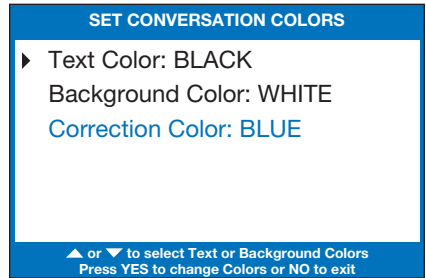 SET CONVERSATION COLORS
Text Color: BLACK
Background Color: WHITE
Correction Color: BLUE
▲ or ▼ to select Text or Background Colors
Press YES to change Colors or NO to exit